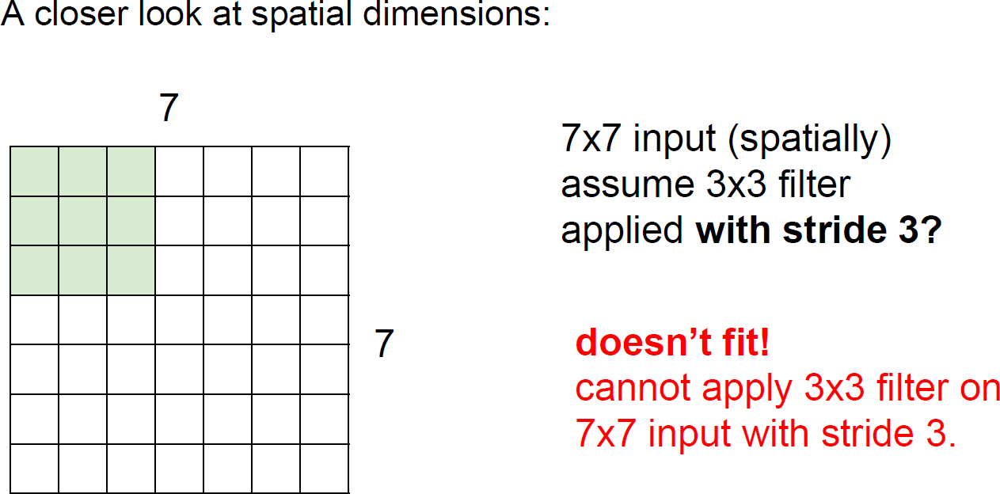 A closer look at spatial dimensions:
7
7x7 input (spatially)
assume 3x3 filter
applied with stride 3?
7
doesn’t fit!
cannot apply 3x3 filter on
7x7 input with stride 3.